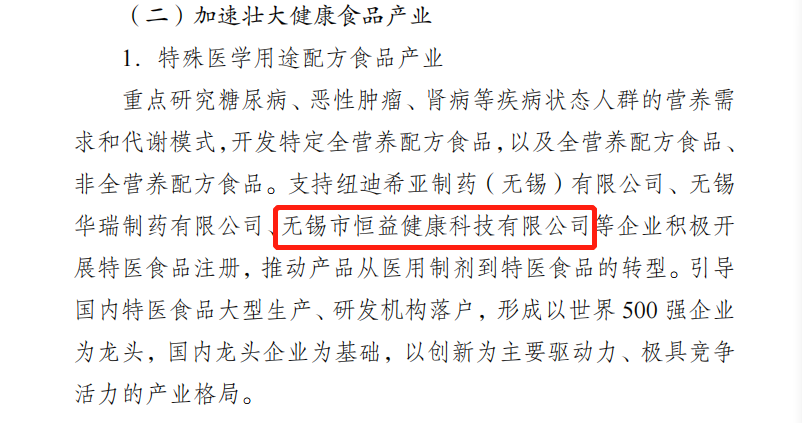 （二）加速壮大健康食品产业
1. 特殊医学用途配方食品产业
重点研究糖尿病、恶性肿瘤、肾病等疾病状态人群的营养需
求和代谢模式，开发特定全营养配方食品，以及全营养配方食品、
非全营养配方食品。支持纽迪希亚制药（无锡）有限公司、无锡
华瑞制药有限公司、无锡市恒益健康科技有限公司等企业积极开
展特医食品注册，推动产品从医用制剂到特医食品的转型。引导
国内特医食品大型生产、研发机构落户，形成以世界 500 强企业
为龙头，国内龙头企业为基础，以创新为主要驱动力、极具竞争
活力的产业格局。